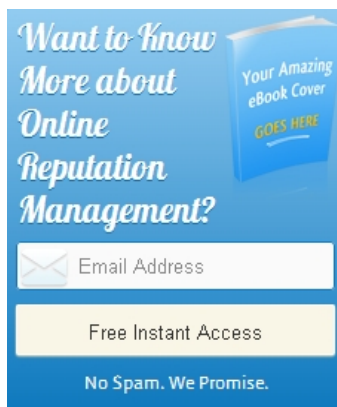 Want to Know
More about
Online
Reputation
Management?
Your Amazing
eBook Cover
GOES HERE
Email Address
Free Instant Access
No Spam. We Promise.